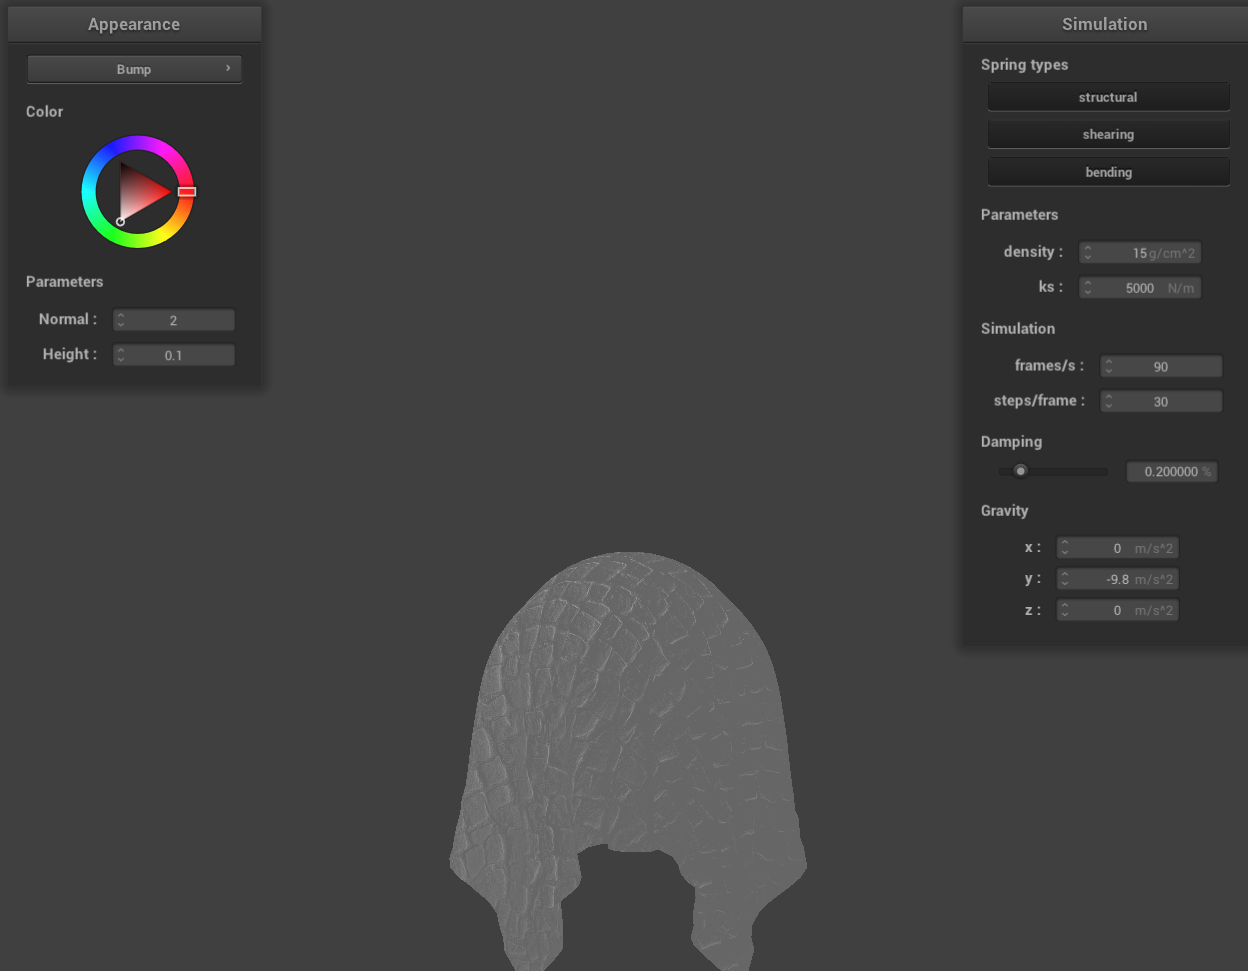 Appearance
Bump
Color
Parameters
Normal : 2
Height : 0.1
Simulation
Spring types
structural
shearing
bending
Parameters
density : 15 g/cm^2
ks : 5000 N/m
Simulation
frames/s : 90
steps/frame : 30
Damping
0.200000 %
Gravity
x : 0 m/s^2
y : -9.8 m/s^2
z : 0 m/s^2